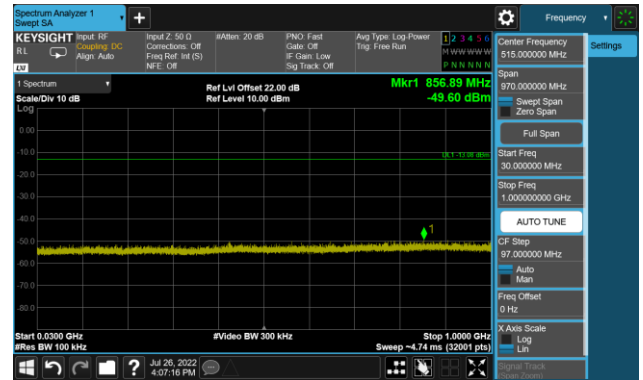 Spectrum Analyzer 1
Swept SA
Frequency
Settings
KEYSIGHT
RL
LXI
Input: RF
Coupling: DC
Align: Auto
Input Z: 50 Ω
Corrections: Off
Freq Ref: Int (S)
NFE: Off
#Atten: 20 dB
PNO: Fast
Gate: Off
IF Gain: Low
Sig Track: Off
Avg Type: Log-Power
Trig: Free Run
1 2 3 4 5 6
M W W W W W
P N N N N N
1 Spectrum
Scale/Div 10 dB
Log
Ref Lvl Offset 22.00 dB
Ref Level 10.00 dBm
Mkr1 856.89 MHz
-49.60 dBm
0.00
-10.0
-20.0
-30.0
-40.0
-50.0
-60.0
-70.0
-80.0
DL1 -13.00 dBm
1
Start 0.0300 GHz
#Res BW 100 kHz
#Video BW 300 kHz
Stop 1.0000 GHz
Sweep ~4.74 ms (32001 pts)
Center Frequency
515.000000 MHz
Span
970.000000 MHz
Swept Span
Zero Span
Full Span
Start Freq
30.000000 MHz
Stop Freq
1.000000000 GHz
AUTO TUNE
CF Step
97.000000 MHz
Auto
Man
Freq Offset
0 Hz
X Axis Scale
Log
Lin
Signal Track
(Span Zoom)
?
Jul 26, 2022
4:07:16 PM